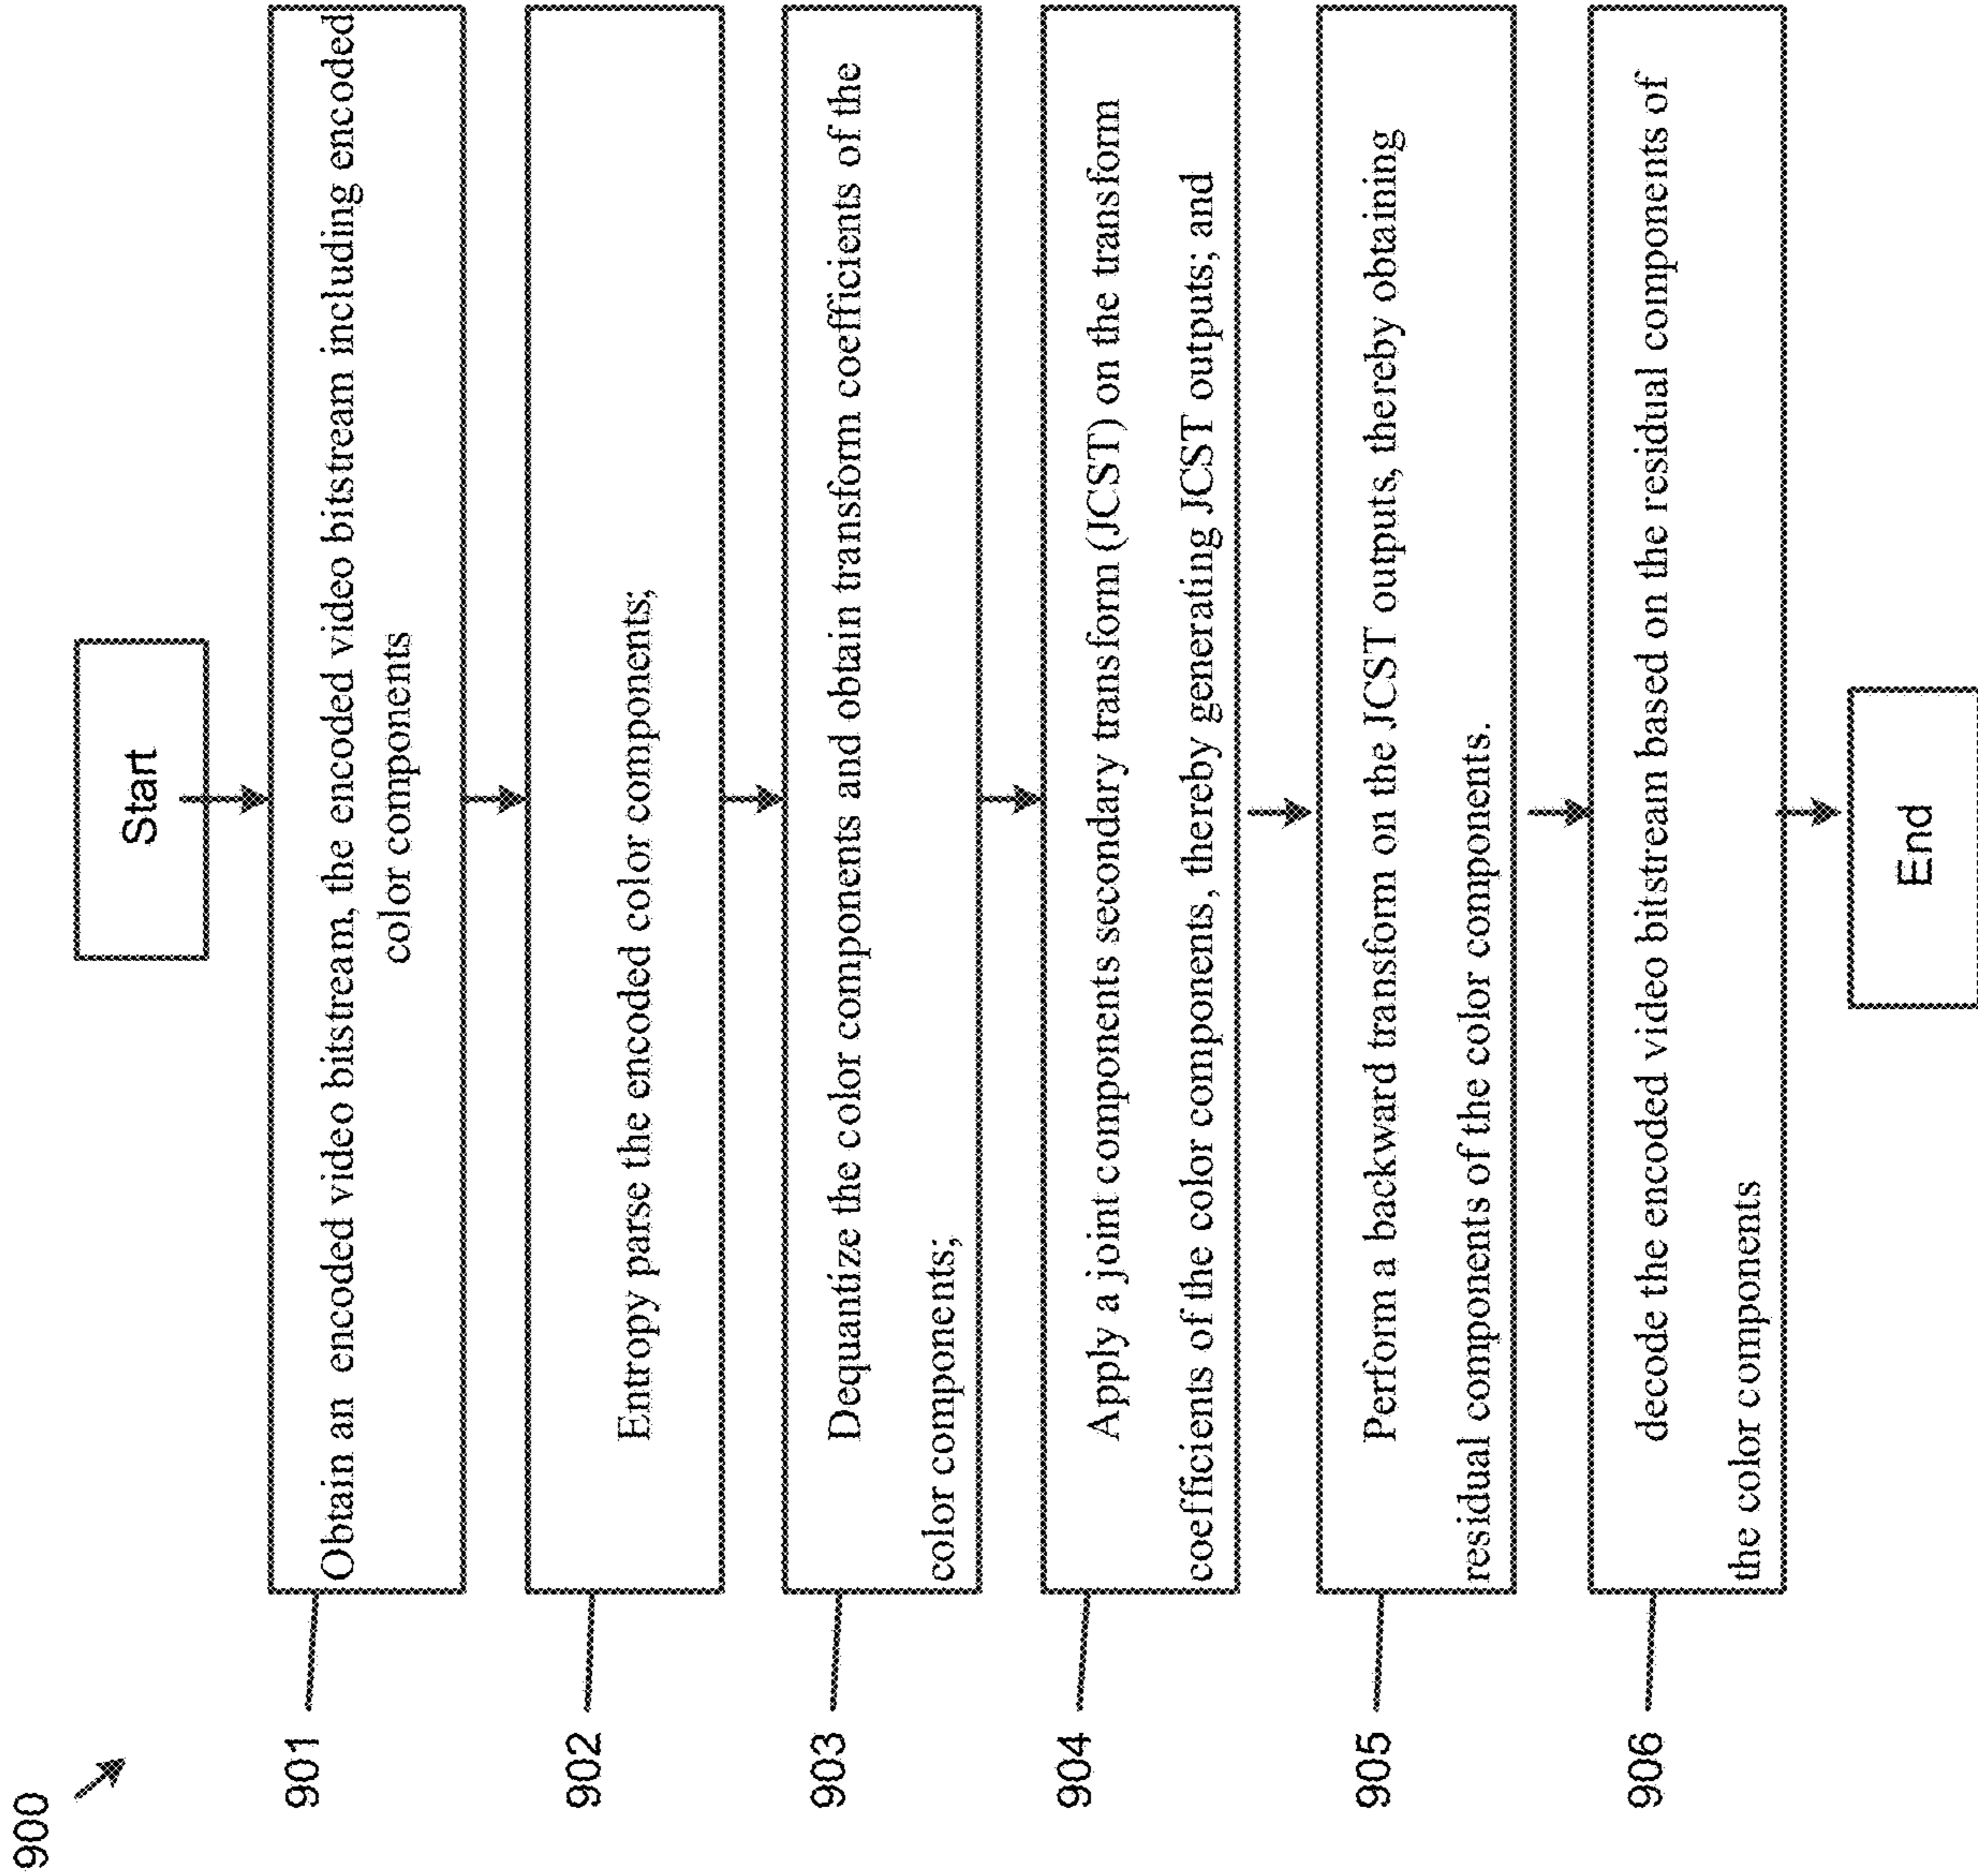 900
Start
901
Obtain an encoded video bitstream, the encoded video bitstream including encoded
color components
902
Entropy parse the encoded color components;
903
Dequantize the color components and obtain transform coefficients of the
color components;
904
Apply a joint components secondary transform (JCST) on the transform
coefficients of the color components, thereby generating JCST outputs; and
905
Perform a backward transform on the JCST outputs, thereby obtaining
residual components of the color components.
906
decode the encoded video bitstream based on the residual components of
the color components
End